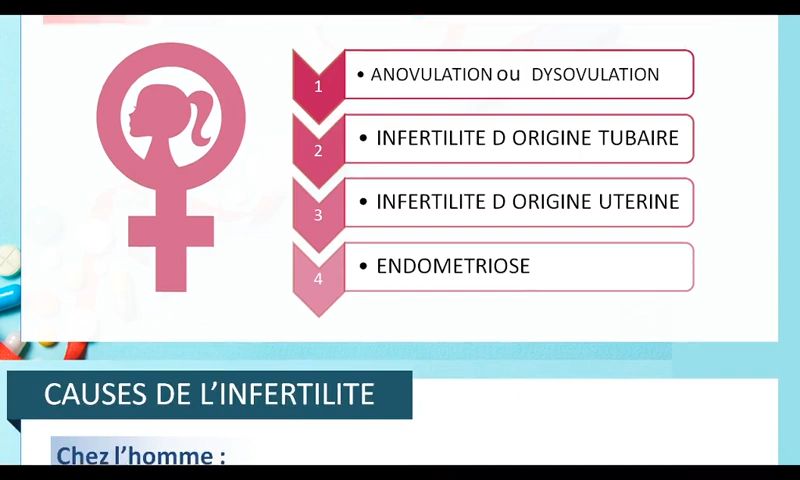 1
• ANOVULATION ou DYSOVULATION
2
• INFERTILITE D ORIGINE TUBAIRE
3
• INFERTILITE D ORIGINE UTERINE
4
• ENDOMETRIOSE
CAUSES DE L’INFERTILITE
Chez l’homme :